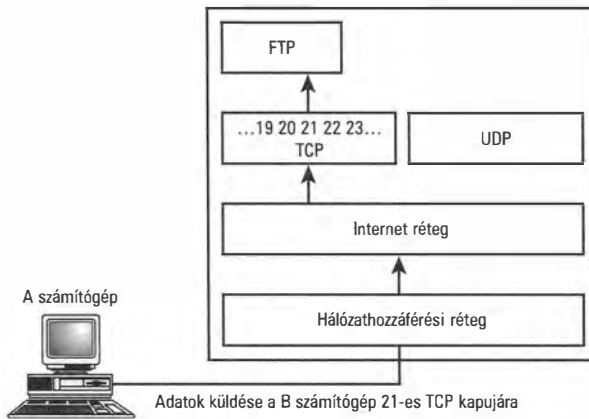 FTP
...19 20 21 22 23...
TCP
UDP
Internet réteg
A számítógép
Hálózathozzáférési réteg
Adatok küldése a B számítógép 21-es TCP kapujára